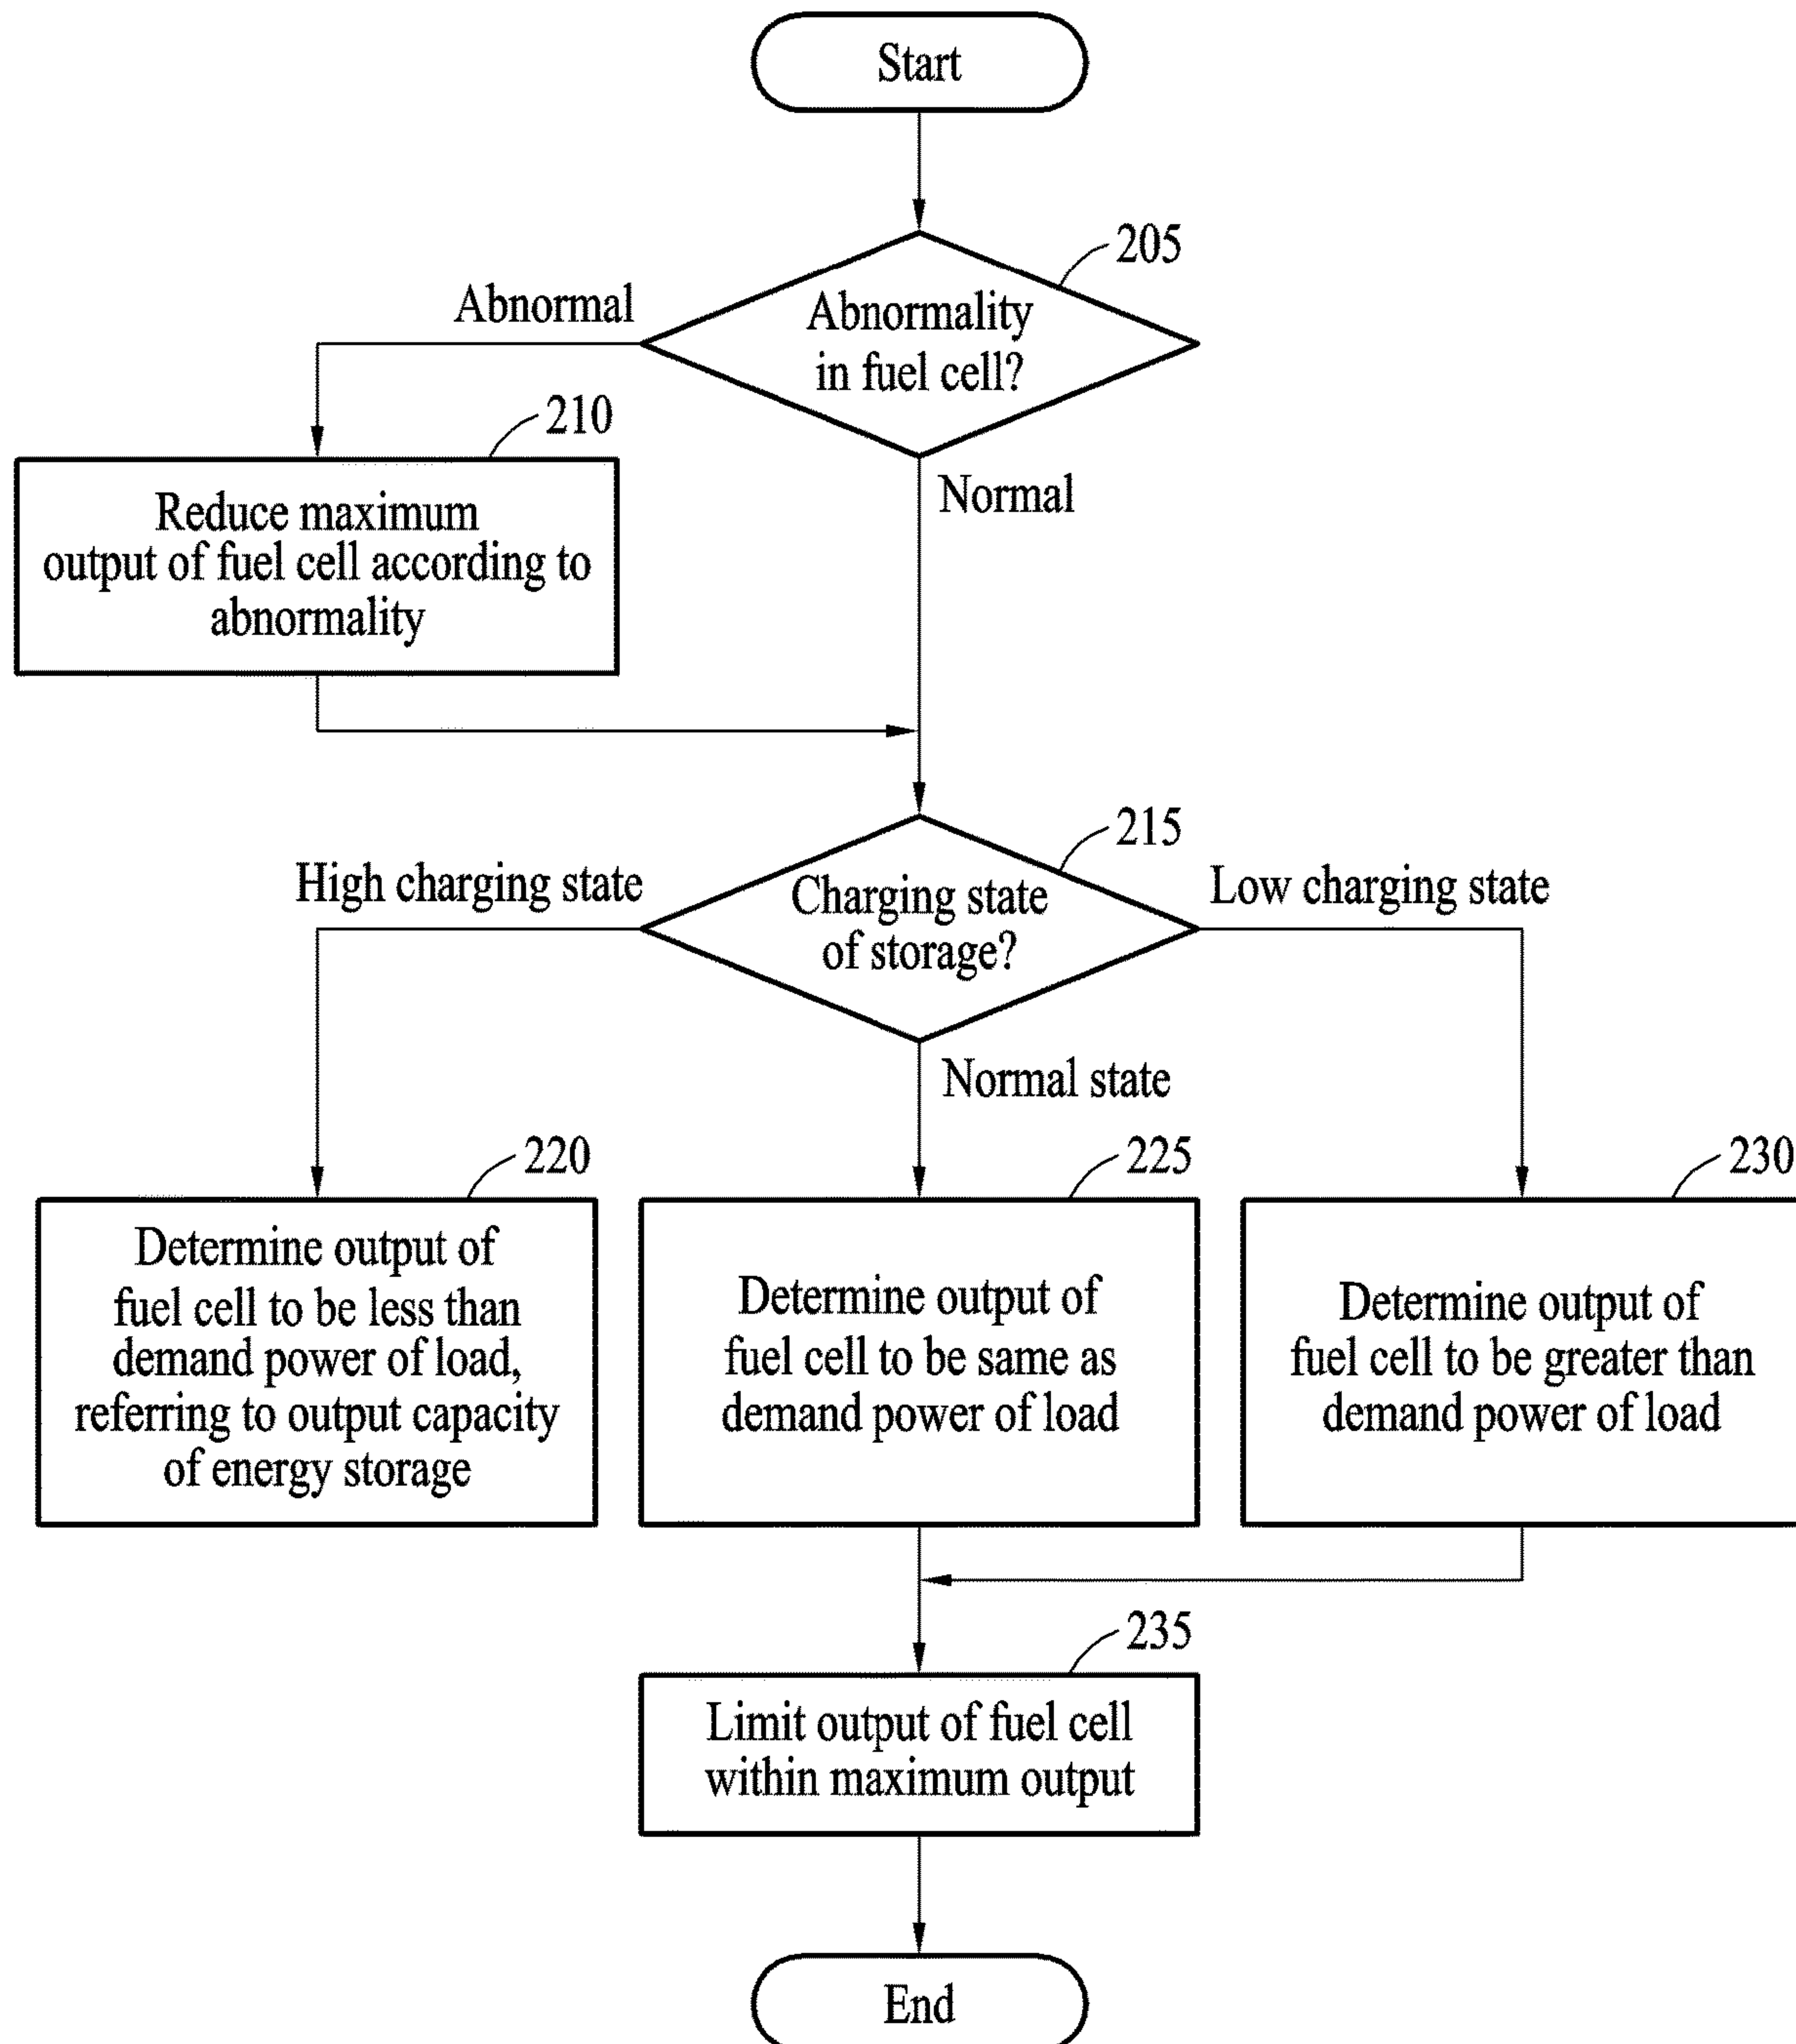 Start
205
Abnormal
Abnormality
in fuel cell?
210
Normal
Reduce maximum
output of fuel cell according to
abnormality
215
High charging state
Charging state
of storage?
Low charging state
Normal state
220
225
230
Determine output of
fuel cell to be less than
demand power of load,
referring to output capacity
of energy storage
Determine output of
fuel cell to be same as
demand power of load
Determine output of
fuel cell to be greater than
demand power of load
235
Limit output of fuel cell
within maximum output
End